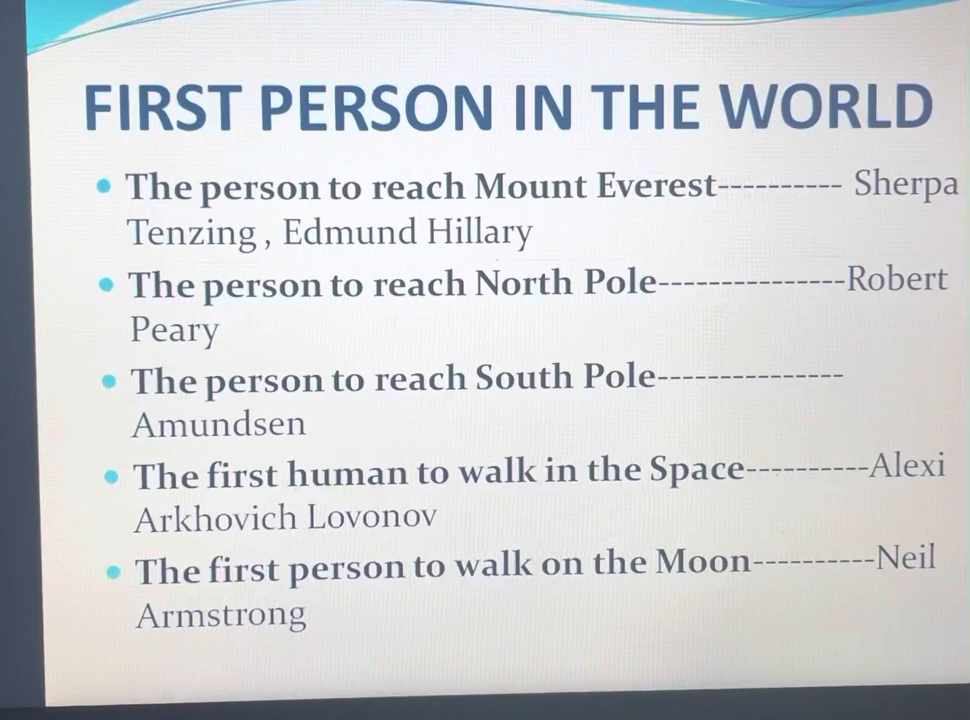 FIRST PERSON IN THE WORLD
• The person to reach Mount Everest---------- Sherpa
Tenzing , Edmund Hillary
• The person to reach North Pole---------------Robert
Peary
• The person to reach South Pole---------------
Amundsen
• The first human to walk in the Space----------Alexi
Arkhovich Lovonov
• The first person to walk on the Moon----------Neil
Armstrong